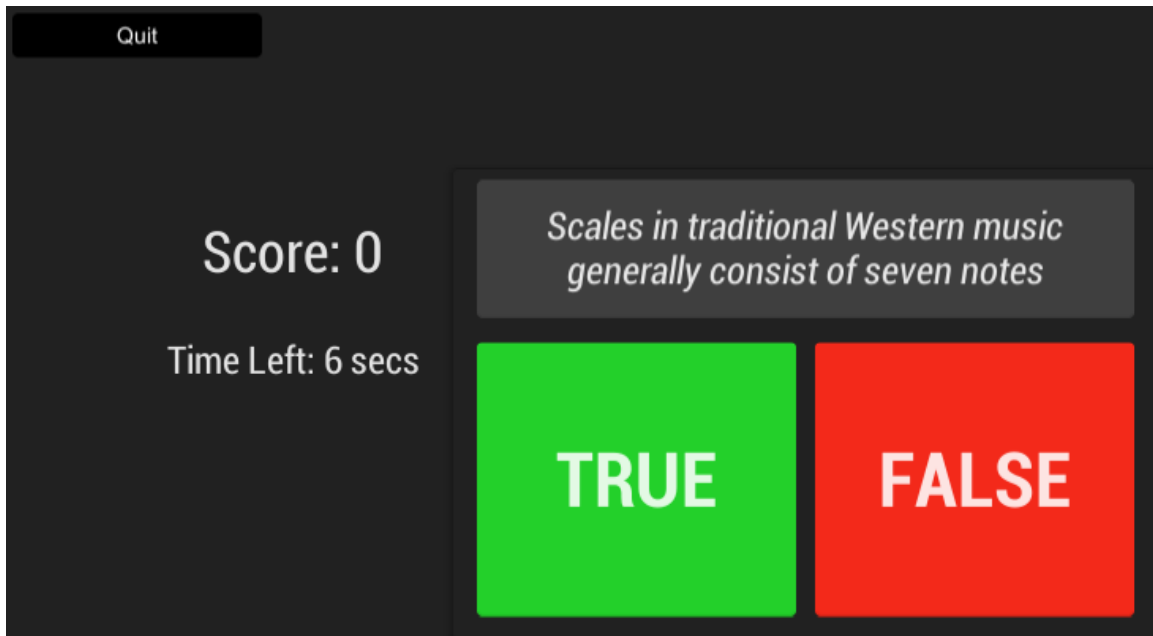 Quit
Score: 0
Time Left: 6 secs
Scales in traditional Western music
generally consist of seven notes
TRUE
FALSE